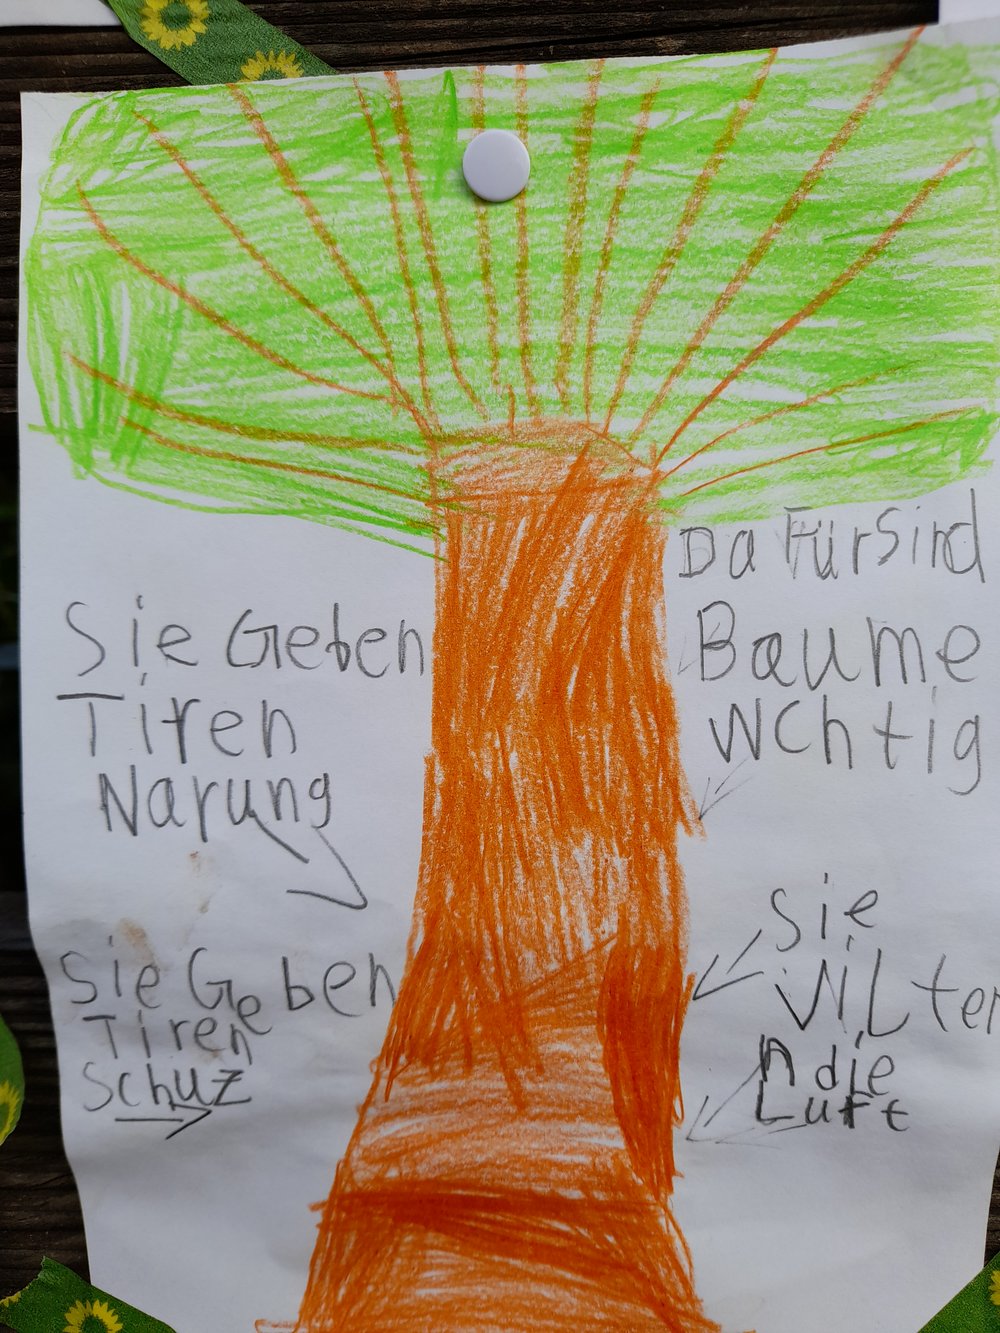 Da Für Sind
Baume
Wchtig
Sie Geben
Tiren
Narung
Sie Geben
Tiren
Schuz
Sie
ViLter
n die
Luft